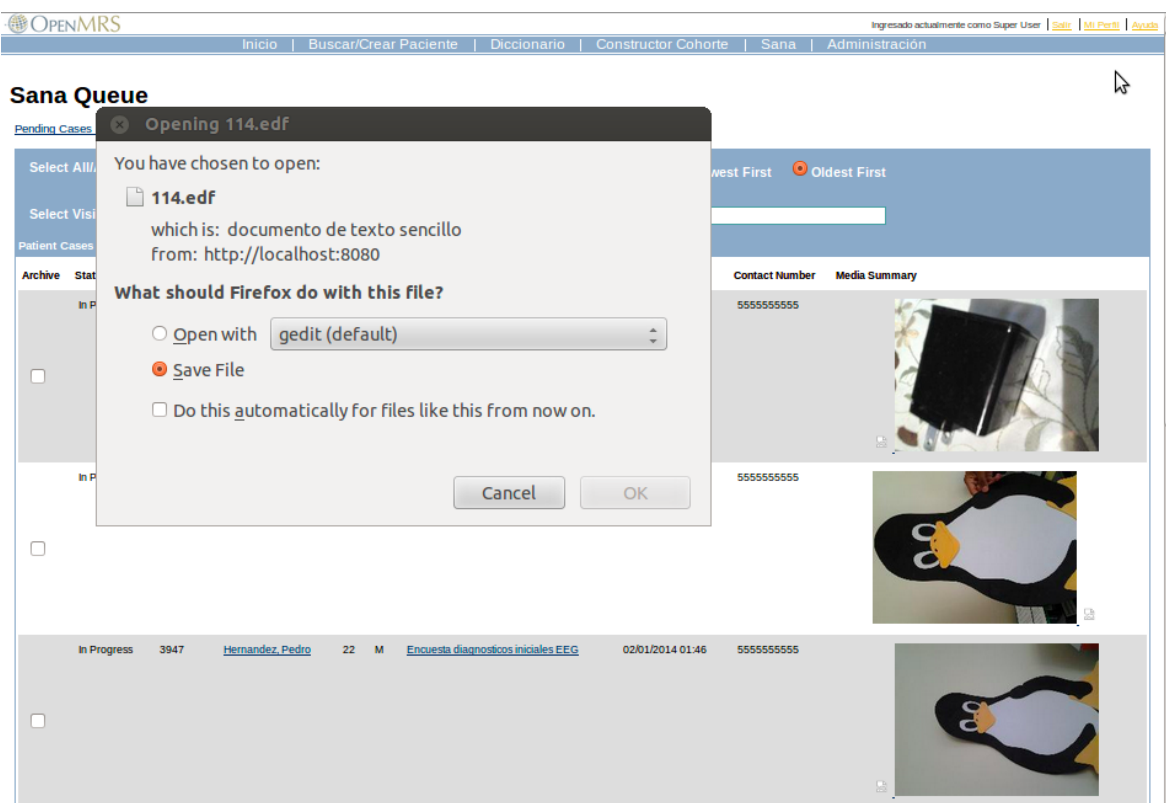 OPENMRS
Ingresado actualmente como Super User | Salir | Mi Perfil | Ayuda
Inicio | Buscar/Crear Paciente | Diccionario | Constructor Cohorte | Sana | Administración
Sana Queue
Pending Cases
Opening 114.edf
Select All/
You have chosen to open:
west First Oldest First
114.edf
Select Visi
which is: documento de texto sencillo
Patient Cases
from: http://localhost:8080
Archive Stat Contact Number Media Summary
What should Firefox do with this file?
In P 5555555555
Open with gedit (default)
Save File
Do this automatically for files like this from now on.
In P 5555555555
Cancel OK
In Progress 3947 Hernandez, Pedro 22 M Encuesta diagnosticos iniciales EEG 02/01/2014 01:46 5555555555